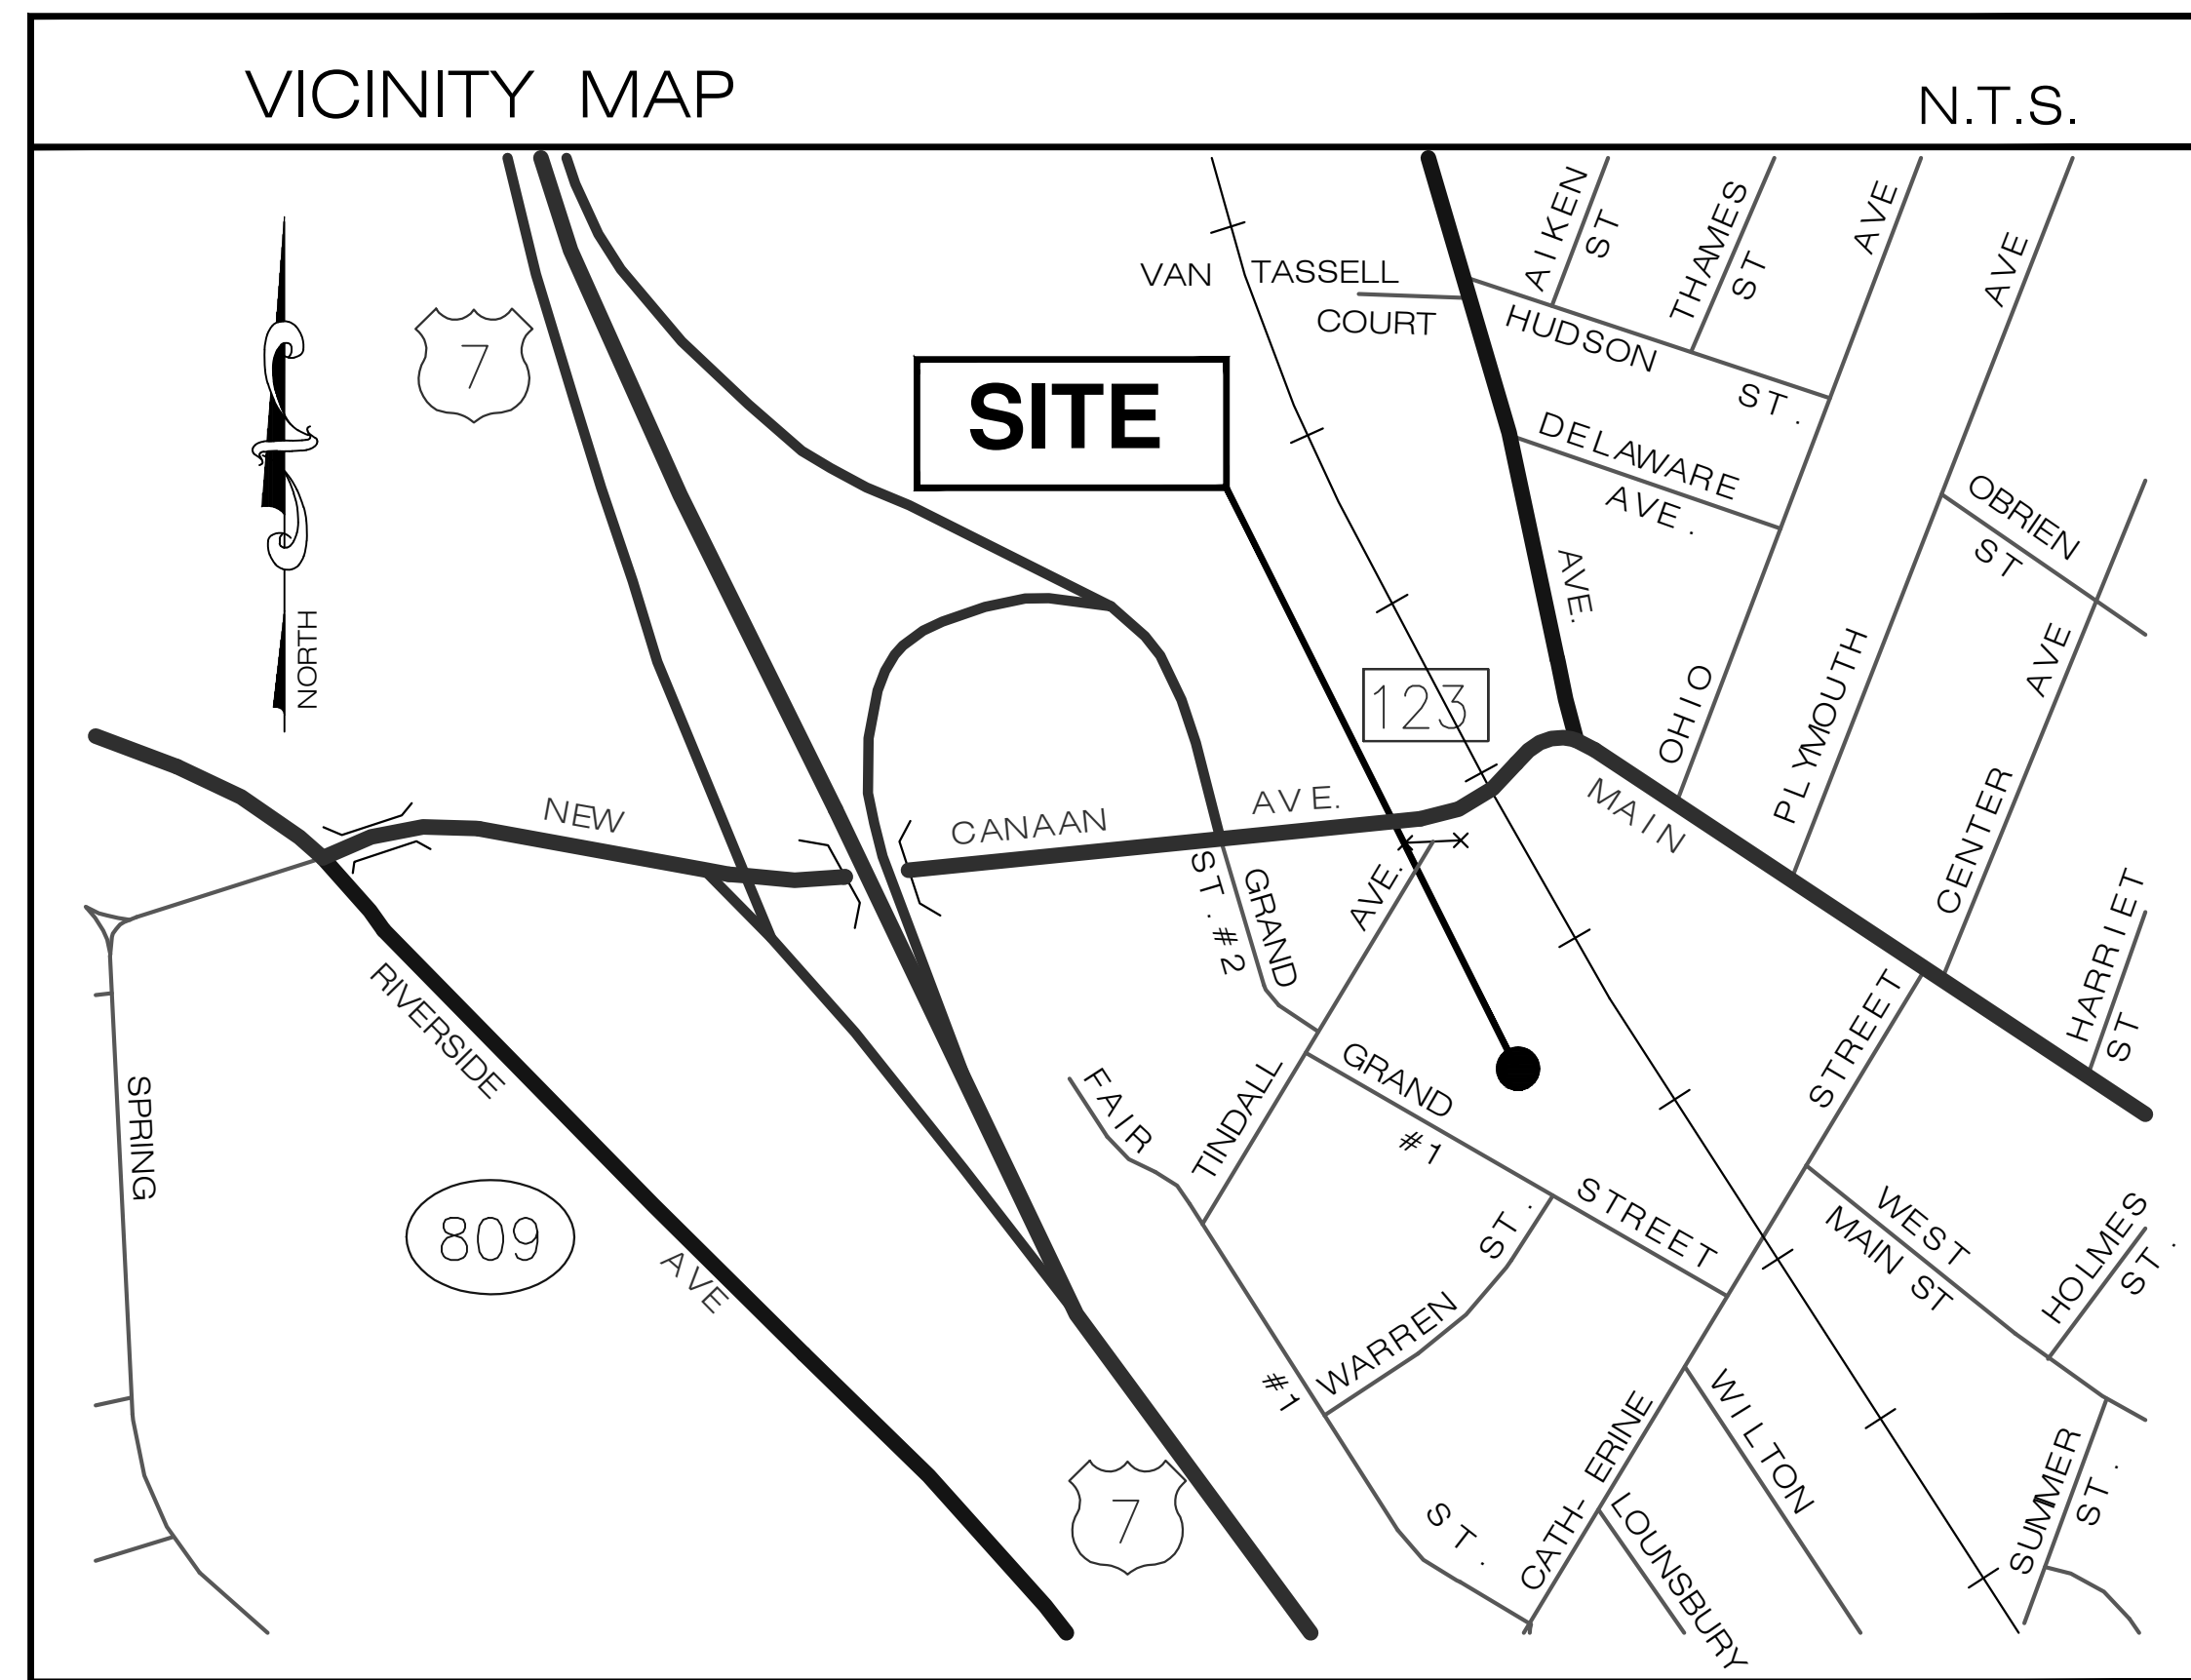 VICINITY MAP
N.T.S.
AIKEN
ST
THAMES
ST
AVE
AVE
VAN TASSELL
COURT
HUDSON ST.
7
SITE
DELAWARE
AVE.
OBRIEN
ST
AVE.
NORTH
123
OHIO
PLYMOUTH
AVE
NEW
CANAAN
AVE.
MAIN
CENTER
ST. #2
GRAND
AVE.
HARRIET
ST
RIVERSIDE
STREET
SPRING
FAIR
TINDALL
GRAND
#1
STREET
809
AVE
ST.
WARREN
WEST
MAIN ST
HOLMES
ST.
#1
WILTON
CATH- ERINE
SUMMER
ST.
7
ST.
LOUNSBURY